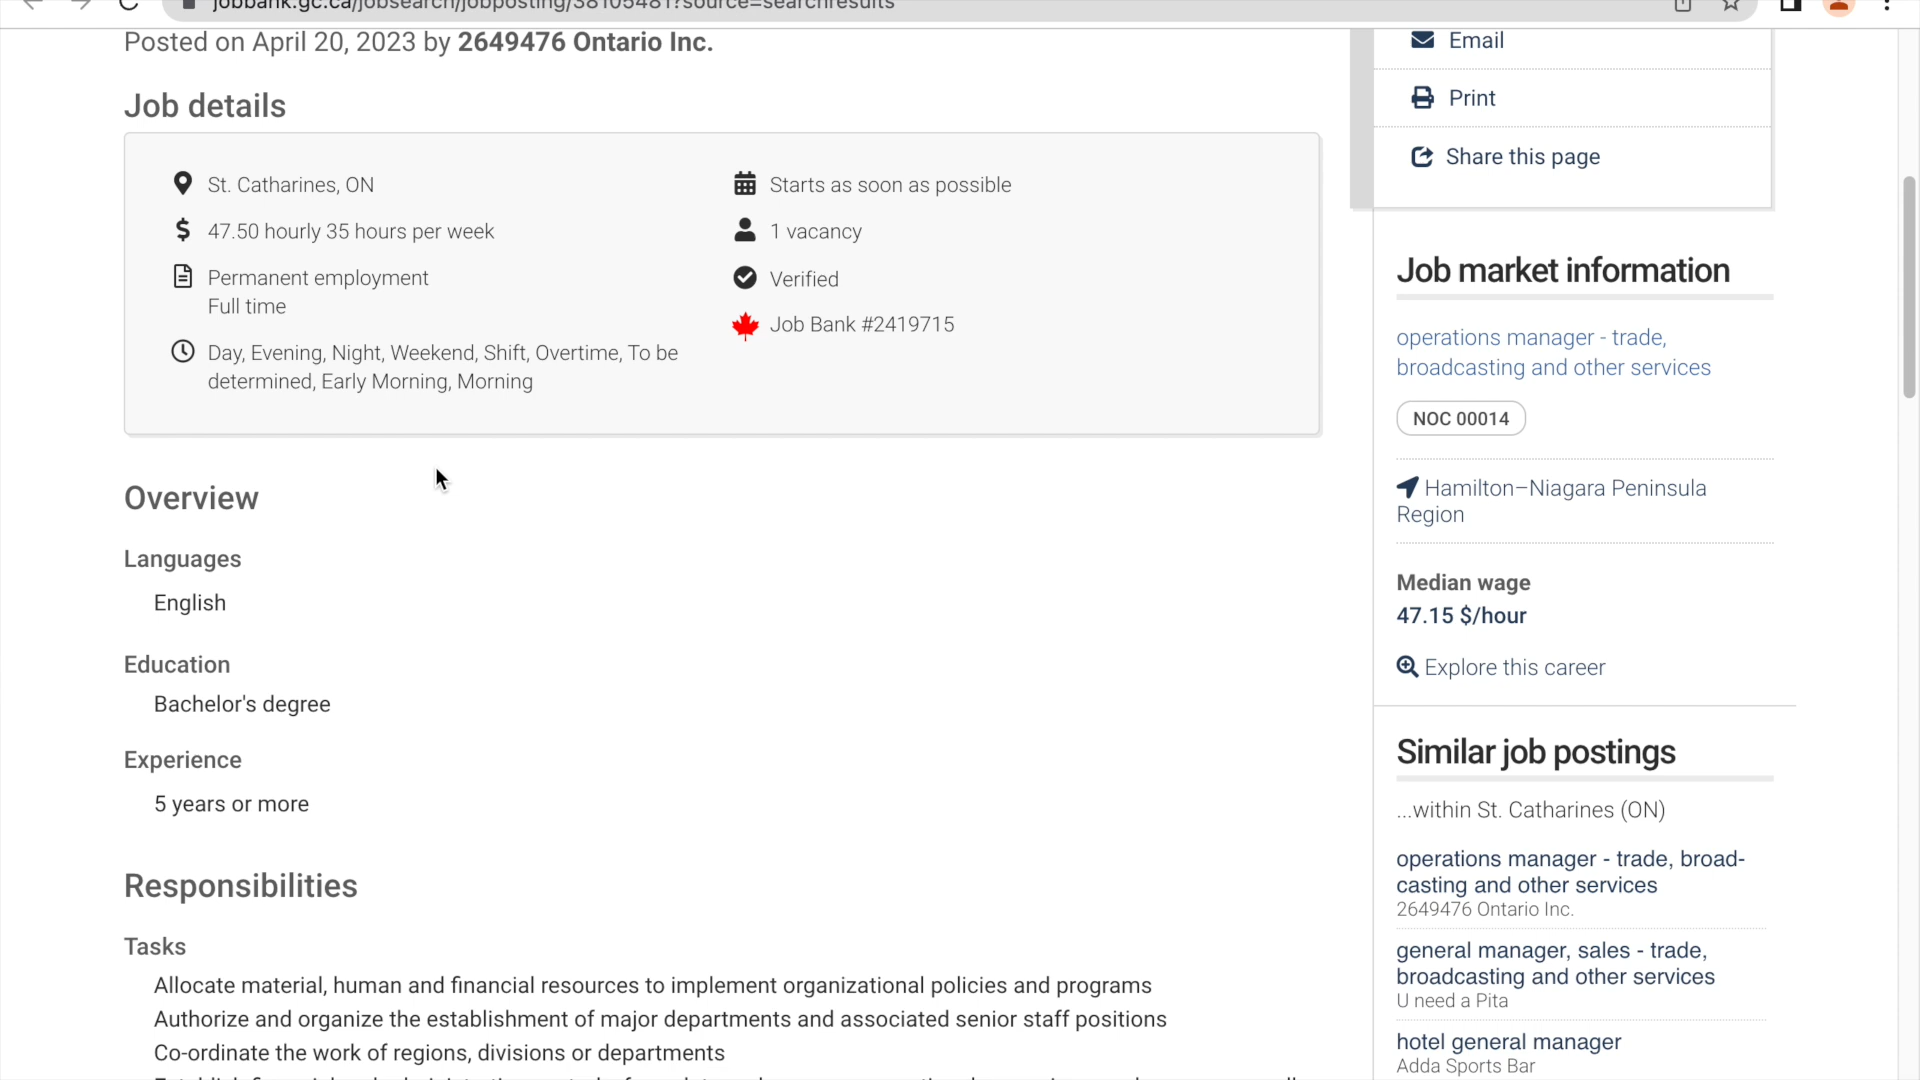 jobbank.gc.ca/jobsearch/jobposting/38105481?source=searchresults
Posted on April 20, 2023 by 2649476 Ontario Inc.
Job details
St. Catharines, ON
47.50 hourly 35 hours per week
Permanent employment
Full time
Day, Evening, Night, Weekend, Shift, Overtime, To be
determined, Early Morning, Morning
Starts as soon as possible
1 vacancy
Verified
Job Bank #2419715
Overview
Languages
English
Education
Bachelor's degree
Experience
5 years or more
Responsibilities
Tasks
Allocate material, human and financial resources to implement organizational policies and programs
Authorize and organize the establishment of major departments and associated senior staff positions
Co-ordinate the work of regions, divisions or departments
Email
Print
Share this page
Job market information
operations manager - trade,
broadcasting and other services
NOC 00014
Hamilton–Niagara Peninsula
Region
Median wage
47.15 $/hour
Explore this career
Similar job postings
...within St. Catharines (ON)
operations manager - trade, broad-
casting and other services
2649476 Ontario Inc.
general manager, sales - trade,
broadcasting and other services
U need a Pita
hotel general manager
Adda Sports Bar